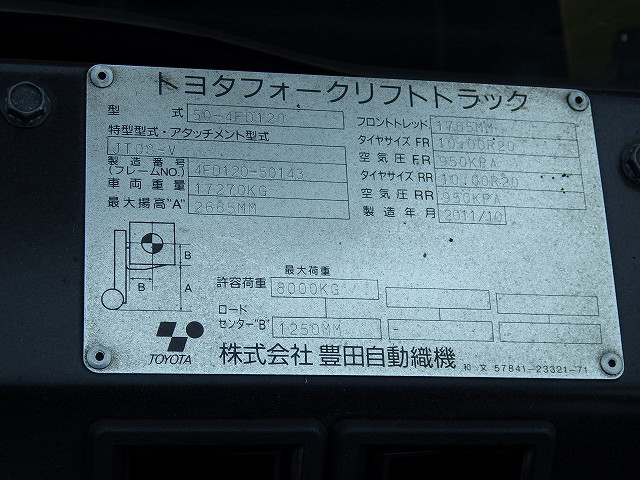 トヨタフォークリフトトラック
型 式 50-4FD120
特型型式・アタッチメント型式
JT08-V
製造番号 (フレームNO.) 4FD120-50143
車両重量 17270KG
最大揚高"A" 2685MM
フロントトレッド 1765MM
タイヤサイズ FR 10.00R20
空気圧 FR 950KPA
タイヤサイズ RR 10.00R20
空気圧 RR 950KPA
製造年月 2011/10
B
B
A
最大荷重
許容荷重 8000KG
ロードセンター"B" 1250MM -
TOYOTA
株式会社 豊田自動織機
和文 57841-23321-71